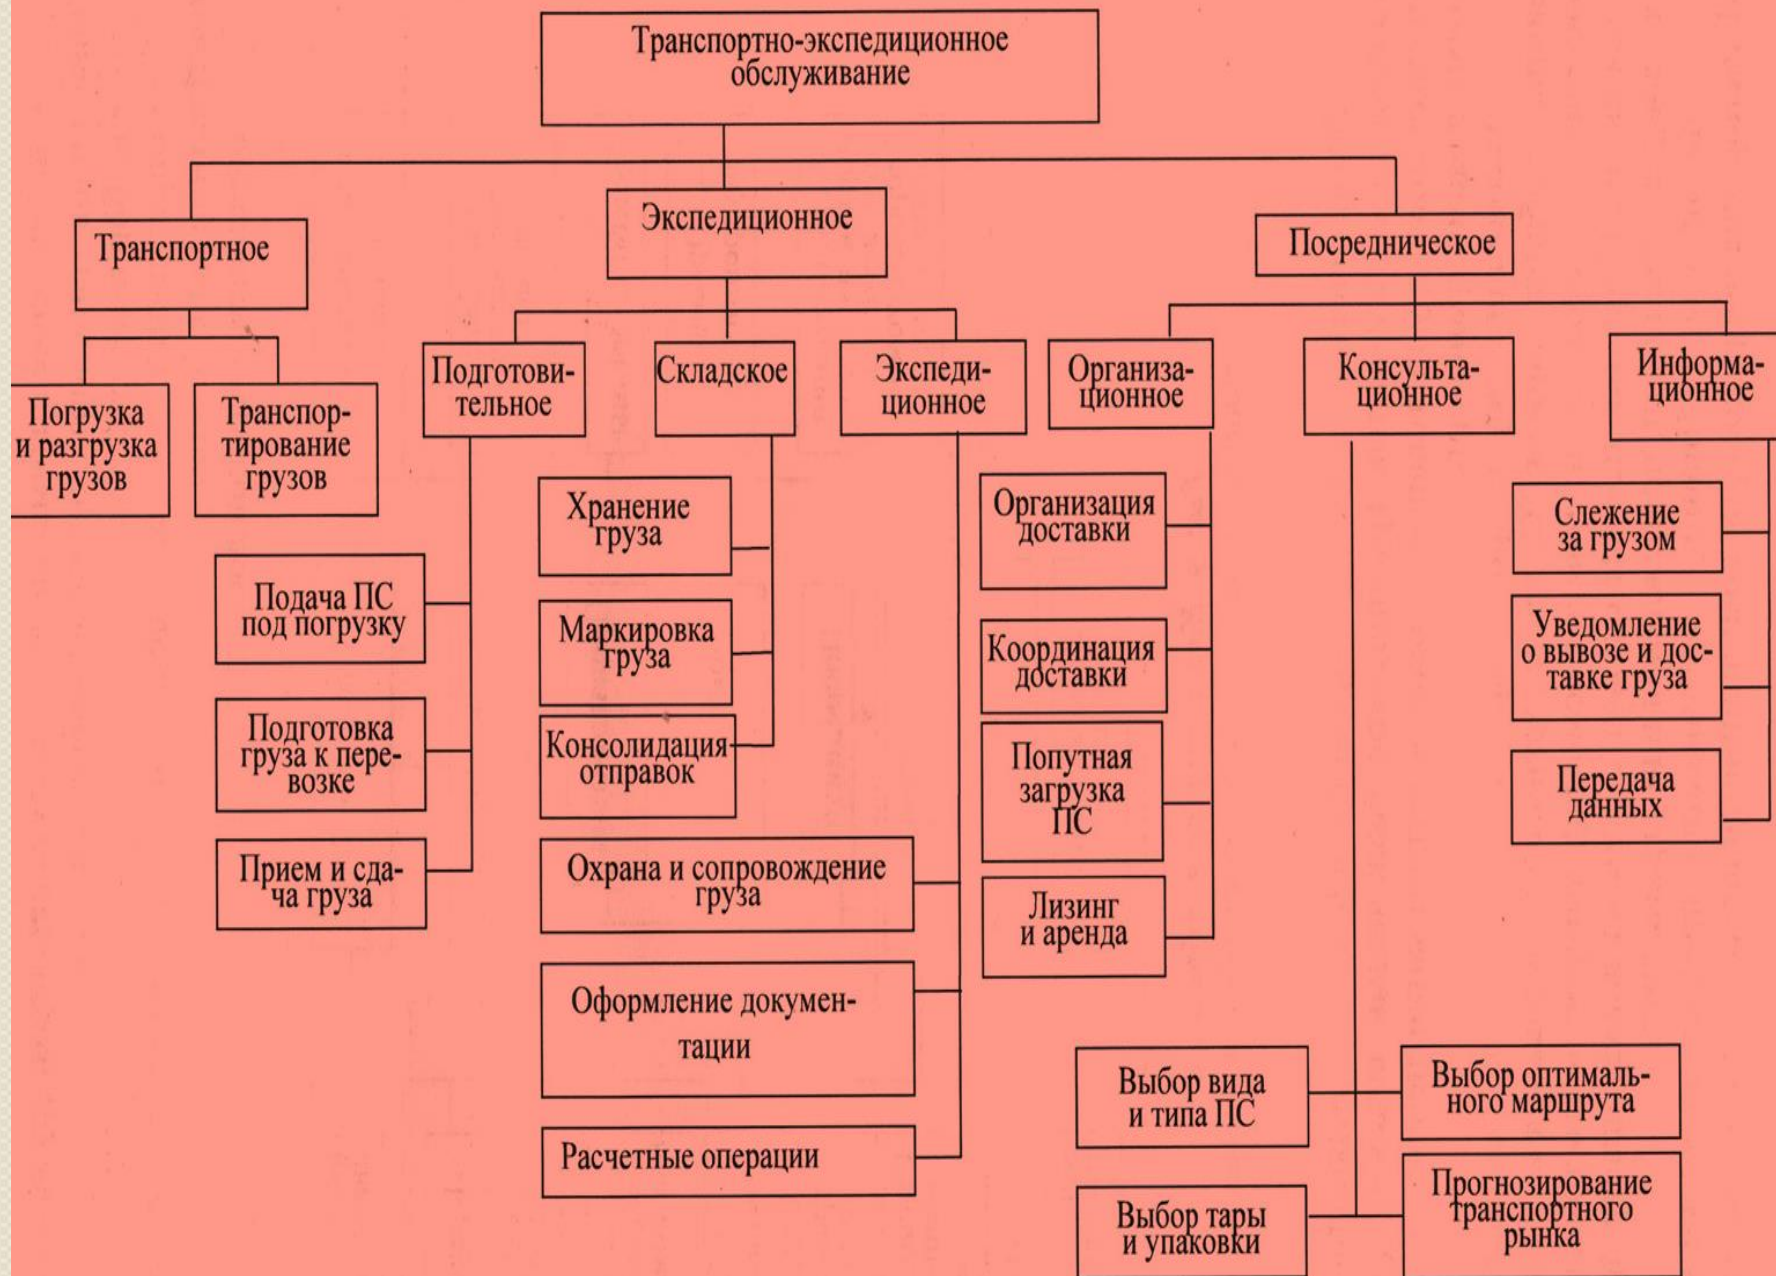 Транспортно-экспедиционное
обслуживание
Транспортное
Экспедиционное
Посредническое
Погрузка
и разгрузка
грузов
Транспор-
тирование
грузов
Подготови-
тельное
Складское
Экспеди-
ционное
Организа-
ционное
Консульта-
ционное
Информа-
ционное
Подача ПС
под погрузку
Подготовка
груза к пере-
возке
Прием и сда-
ча груза
Хранение
груза
Маркировка
груза
Консолидация
отправок
Охрана и сопровождение
груза
Оформление докумен-
тации
Расчетные операции
Организация
доставки
Координация
доставки
Попутная
загрузка
ПС
Лизинг
и аренда
Выбор вида
и типа ПС
Выбор оптималь-
ного маршрута
Выбор тары
и упаковки
Прогнозирование
транспортного
рынка
Слежение
за грузом
Уведомление
о вывозе и дос-
тавке груза
Передача
данных